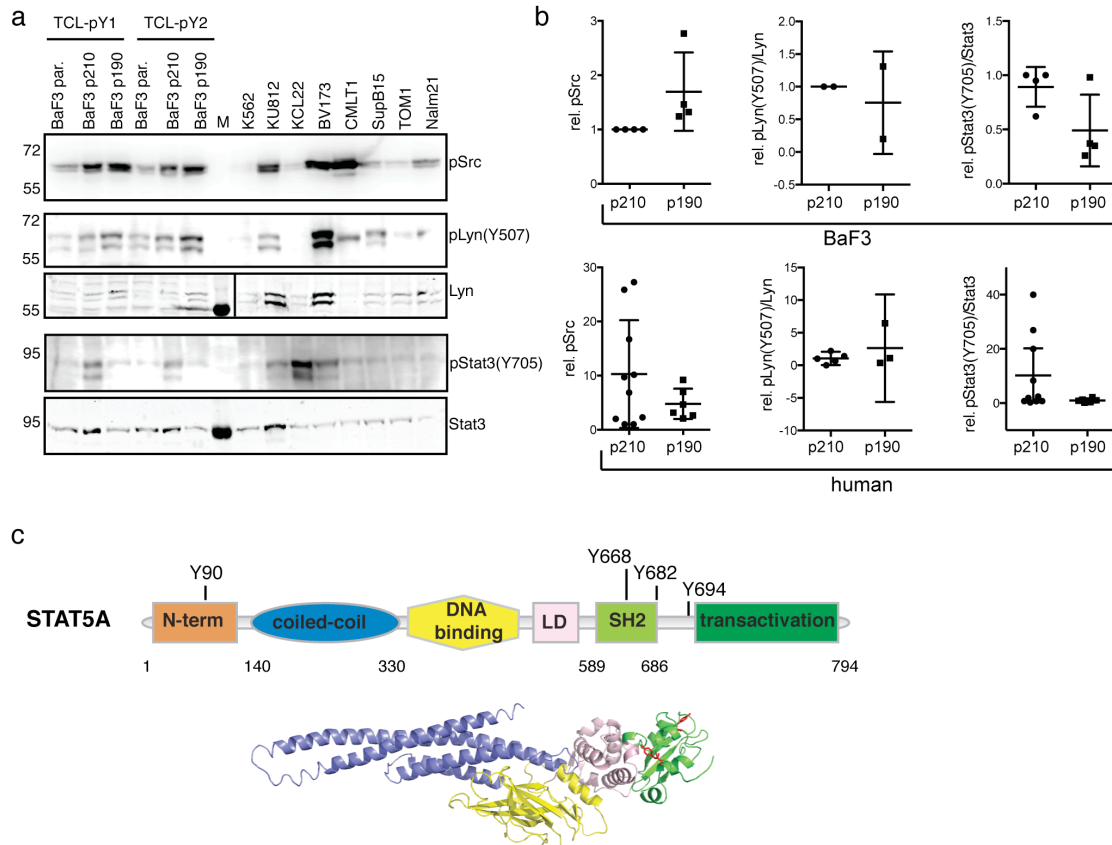 a
TCL-pY1 TCL-pY2
BaF3 par. BaF3 p210 BaF3 p190 BaF3 par. BaF3 p210 BaF3 p190 M K562 KU812 KCL22 BV173 CMLT1 SupB15 TOM1 Nalm21
72
pSrc
55
72
pLyn(Y507)
55
Lyn
55
95
pStat3(Y705)
95
Stat3
b
rel. pSrc
3
2
1
0
p210 p190
rel. pLyn(Y507)/Lyn
2.0
1.5
1.0
0.5
0.0
-0.5
p210 p190
rel. pStat3(Y705)/Stat3
1.5
1.0
0.5
0.0
p210 p190
BaF3
rel. pSrc
30
20
10
0
p210 p190
rel. pLyn(Y507)/Lyn
15
10
5
0
-5
-10
p210 p190
rel. pStat3(Y705)/Stat3
40
20
0
p210 p190
human
c
Y668
Y90 Y682
Y694
STAT5A N-term coiled-coil DNA binding LD SH2 transactivation
1 140 330 589 686 794